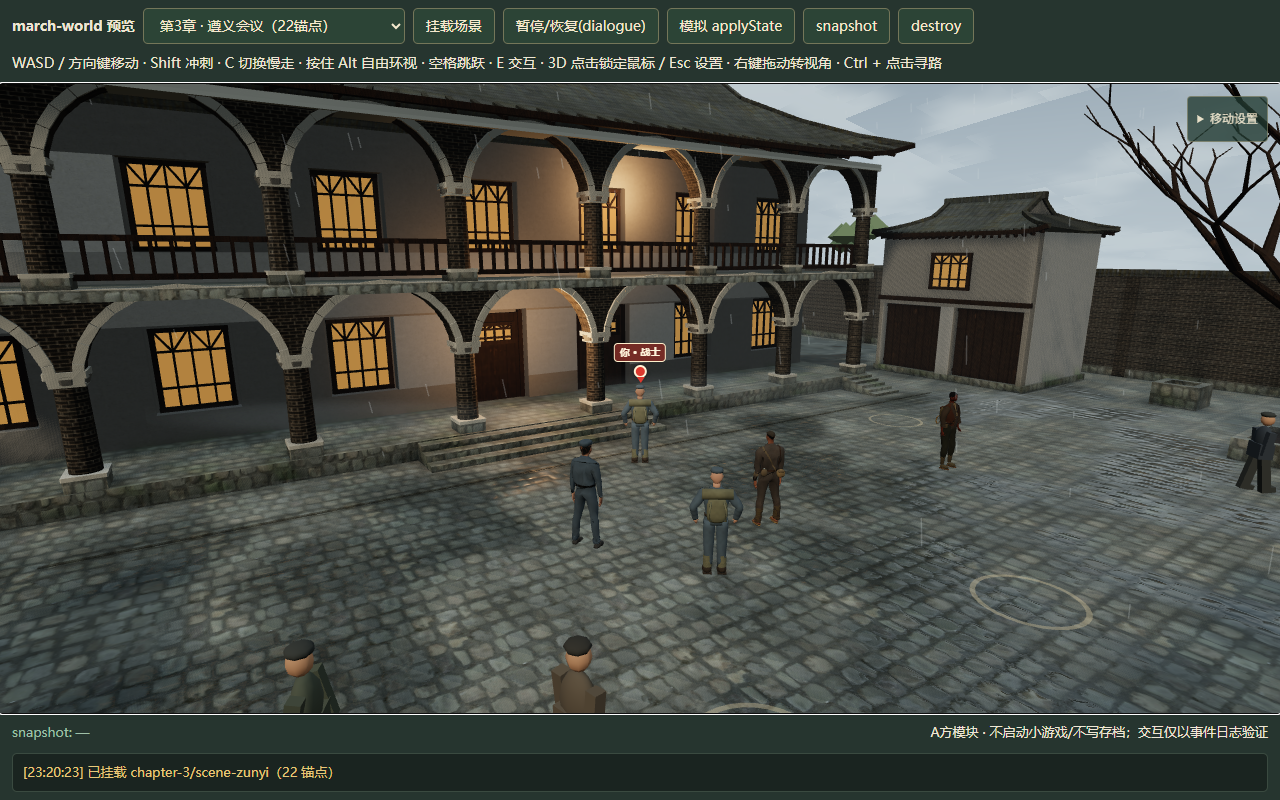 march-world 预览
第3章 · 遵义会议（22锚点）
挂载场景
暂停/恢复(dialogue)
模拟 applyState
snapshot
destroy
WASD / 方向键移动 · Shift 冲刺 · C 切换慢走 · 按住 Alt 自由环视 · 空格跳跃 · E 交互 · 3D 点击锁定鼠标 / Esc 设置 · 右键拖动转视角 · Ctrl + 点击寻路
▶ 移动设置
你 · 战士
snapshot: —
A方模块 · 不启动小游戏/不写存档；交互仅以事件日志验证
[23:20:23] 已挂载 chapter-3/scene-zunyi（22 锚点）